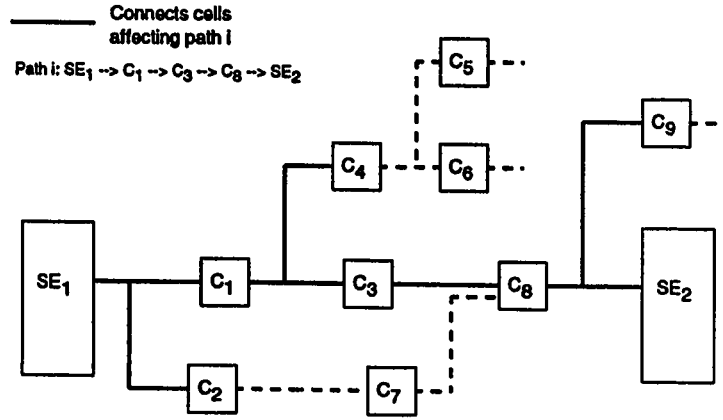 Connects cells
affecting path i
Path i: SE₁ --> C₁ --> C₃ --> C₈ --> SE₂
C₅
C₉
C₄
C₆
SE₁
C₁
C₃
C₈
SE₂
C₂
C₇